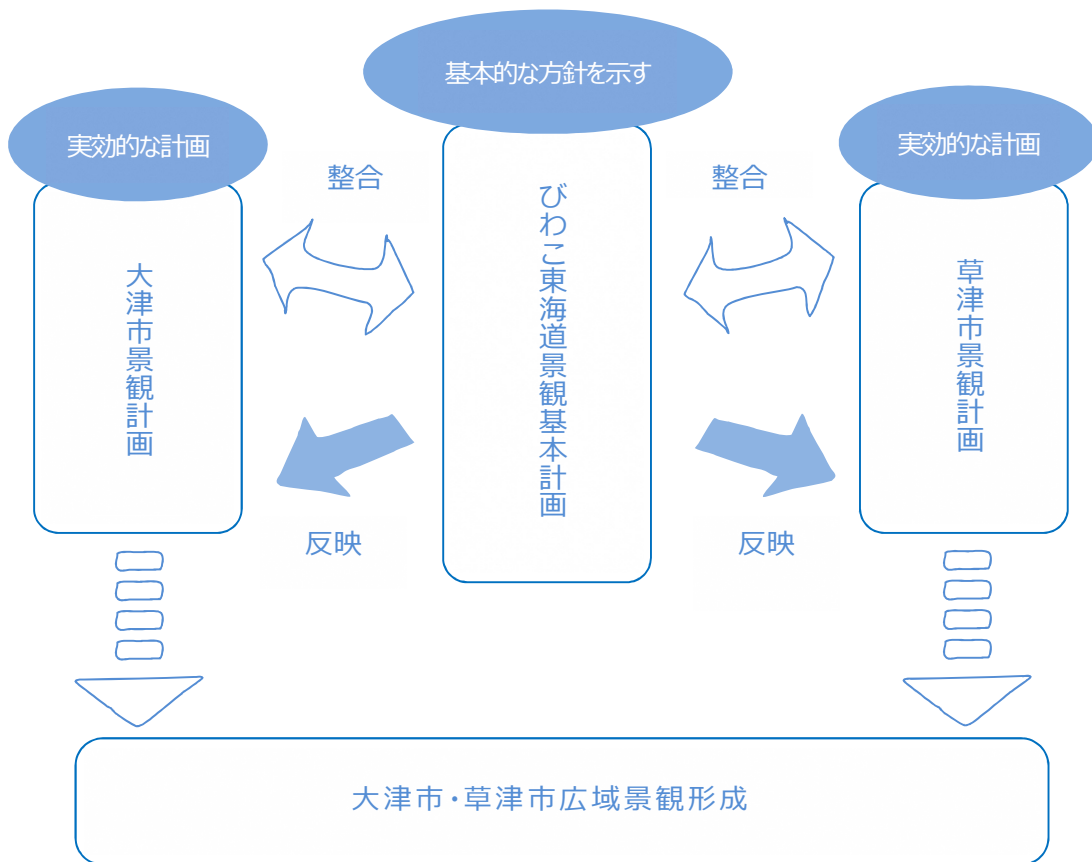 基本的な方針を示す
実効的な計画
実効的な計画
整合
整合
大津市景観計画
びわこ東海道景観基本計画
草津市景観計画
反映
反映
大津市・草津市広域景観形成